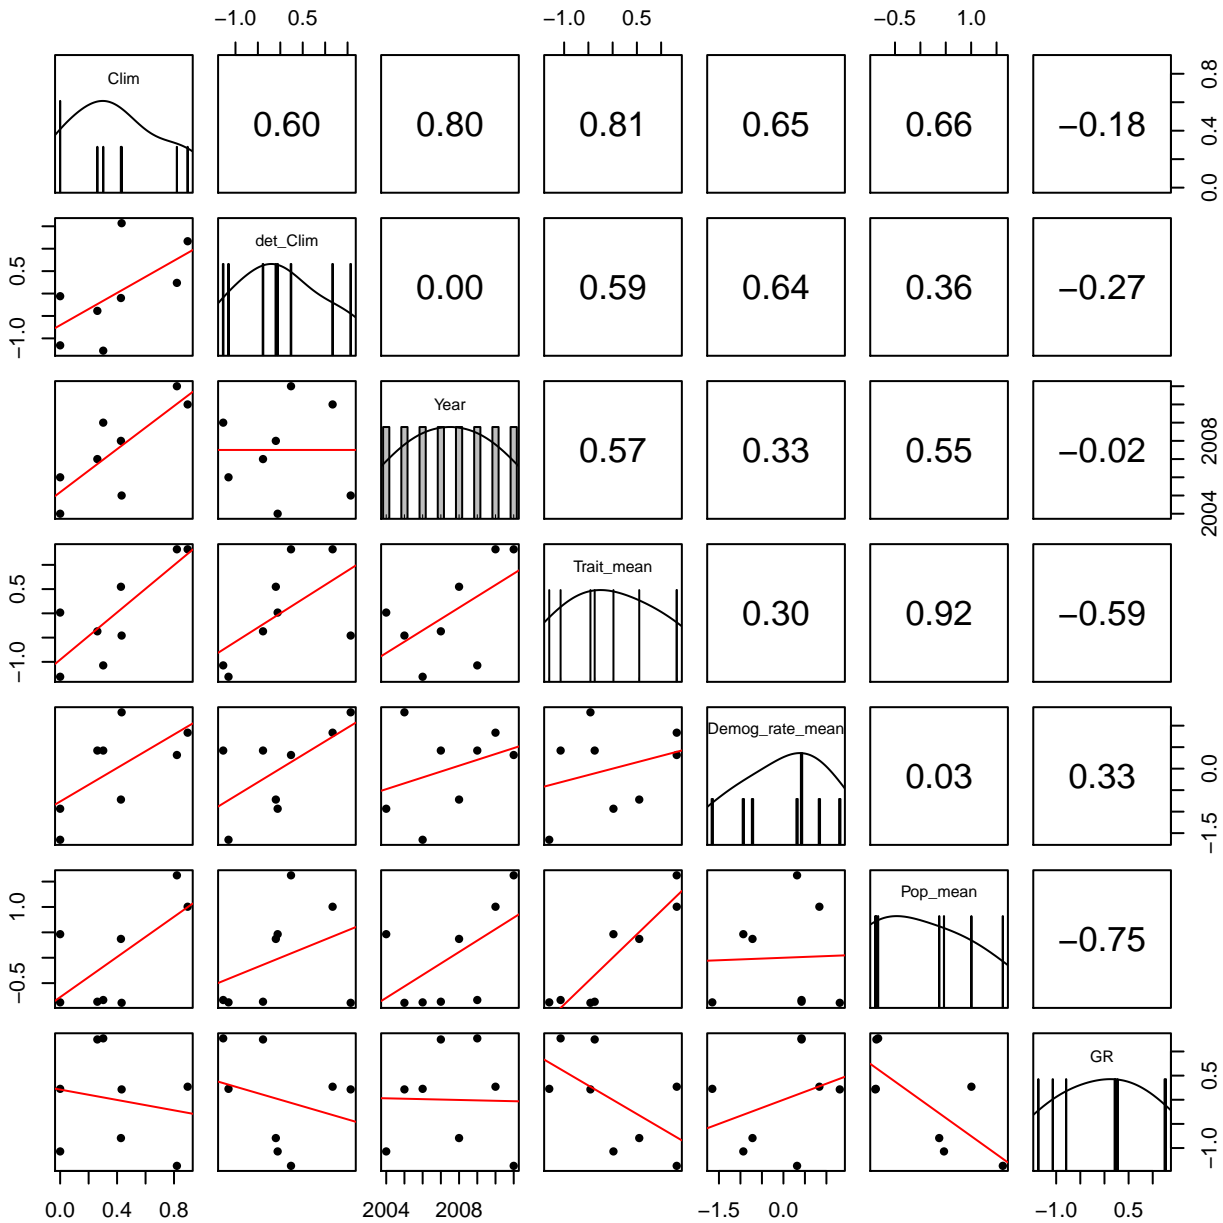 −1.0 0.5 −1.0 0.5 −0.5 1.0
Clim 0.60 0.80 0.81 0.65 0.66 −0.18 0.0 0.4 0.8
−1.0 0.5 det_Clim 0.00 0.59 0.64 0.36 −0.27
Year 0.57 0.33 0.55 −0.02 2004 2008
−1.0 0.5 Trait_mean 0.30 0.92 −0.59
Demog_rate_mean 0.03 0.33 −1.5 0.0
−0.5 1.0 Pop_mean −0.75
GR −1.0 0.5
0.0 0.4 0.8 2004 2008 −1.5 0.0 −1.0 0.5